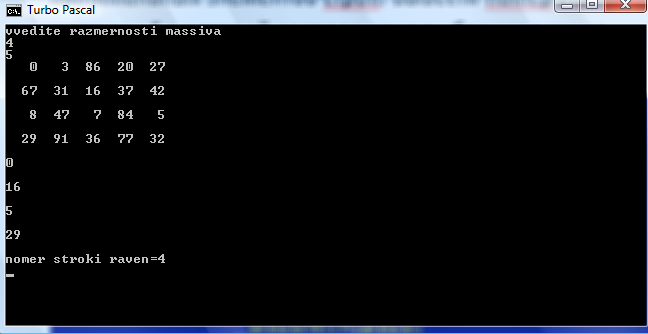 Turbo Pascal
vvedite razmernosti massiva
4
5
0 3 86 20 27
67 31 16 37 42
8 47 7 84 5
29 91 36 77 32
0
16
5
29
nomer stroki raven=4